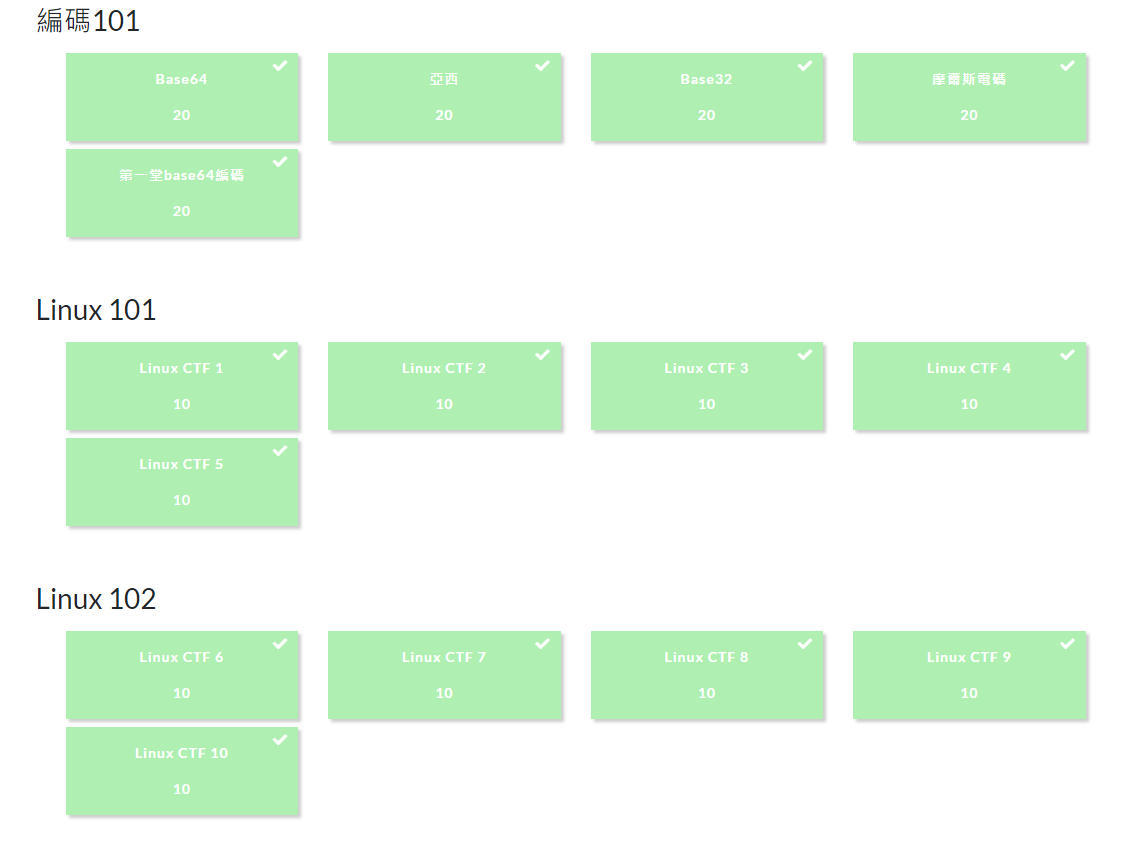 編碼101
Base64
亞西
Base32
摩爾斯電碼
20
20
20
20
第一堂base64編碼
20
Linux 101
Linux CTF 1
Linux CTF 2
Linux CTF 3
Linux CTF 4
10
10
10
10
Linux CTF 5
10
Linux 102
Linux CTF 6
Linux CTF 7
Linux CTF 8
Linux CTF 9
10
10
10
10
Linux CTF 10
10